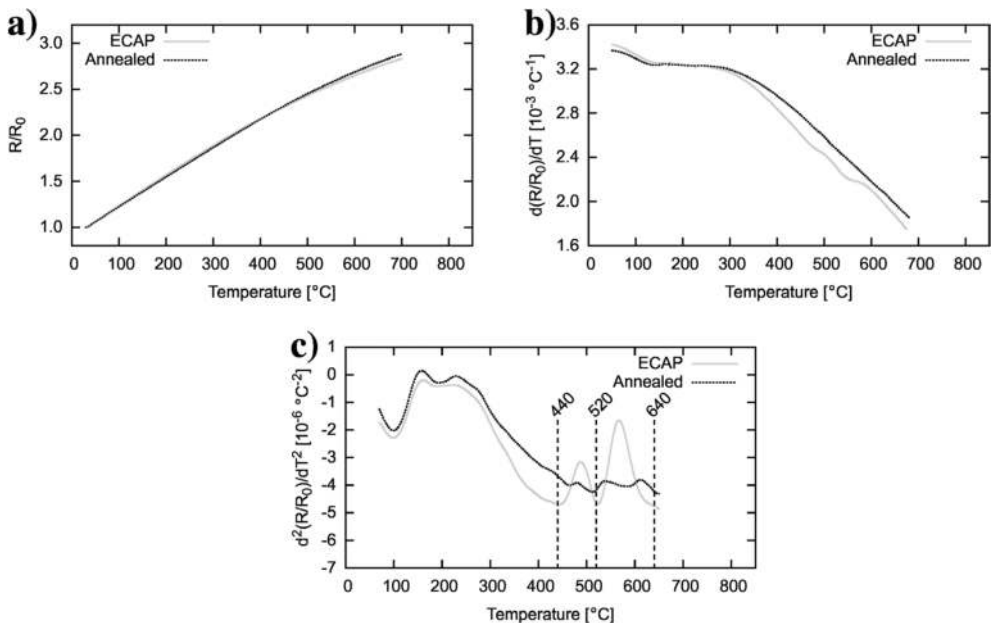 a)
ECAP
Annealed
3.0
2.5
2.0
1.5
1.0
R/R0
0 100 200 300 400 500 600 700 800
Temperature [°C]
b)
ECAP
Annealed
3.6
3.2
2.8
2.4
2.0
1.6
d(R/R0)/dT [10-3 °C-1]
0 100 200 300 400 500 600 700 800
Temperature [°C]
c)
ECAP
Annealed
1
0
-1
-2
-3
-4
-5
-6
-7
d2(R/R0)/dT2 [10-6 °C-2]
440
520
640
0 100 200 300 400 500 600 700 800
Temperature [°C]